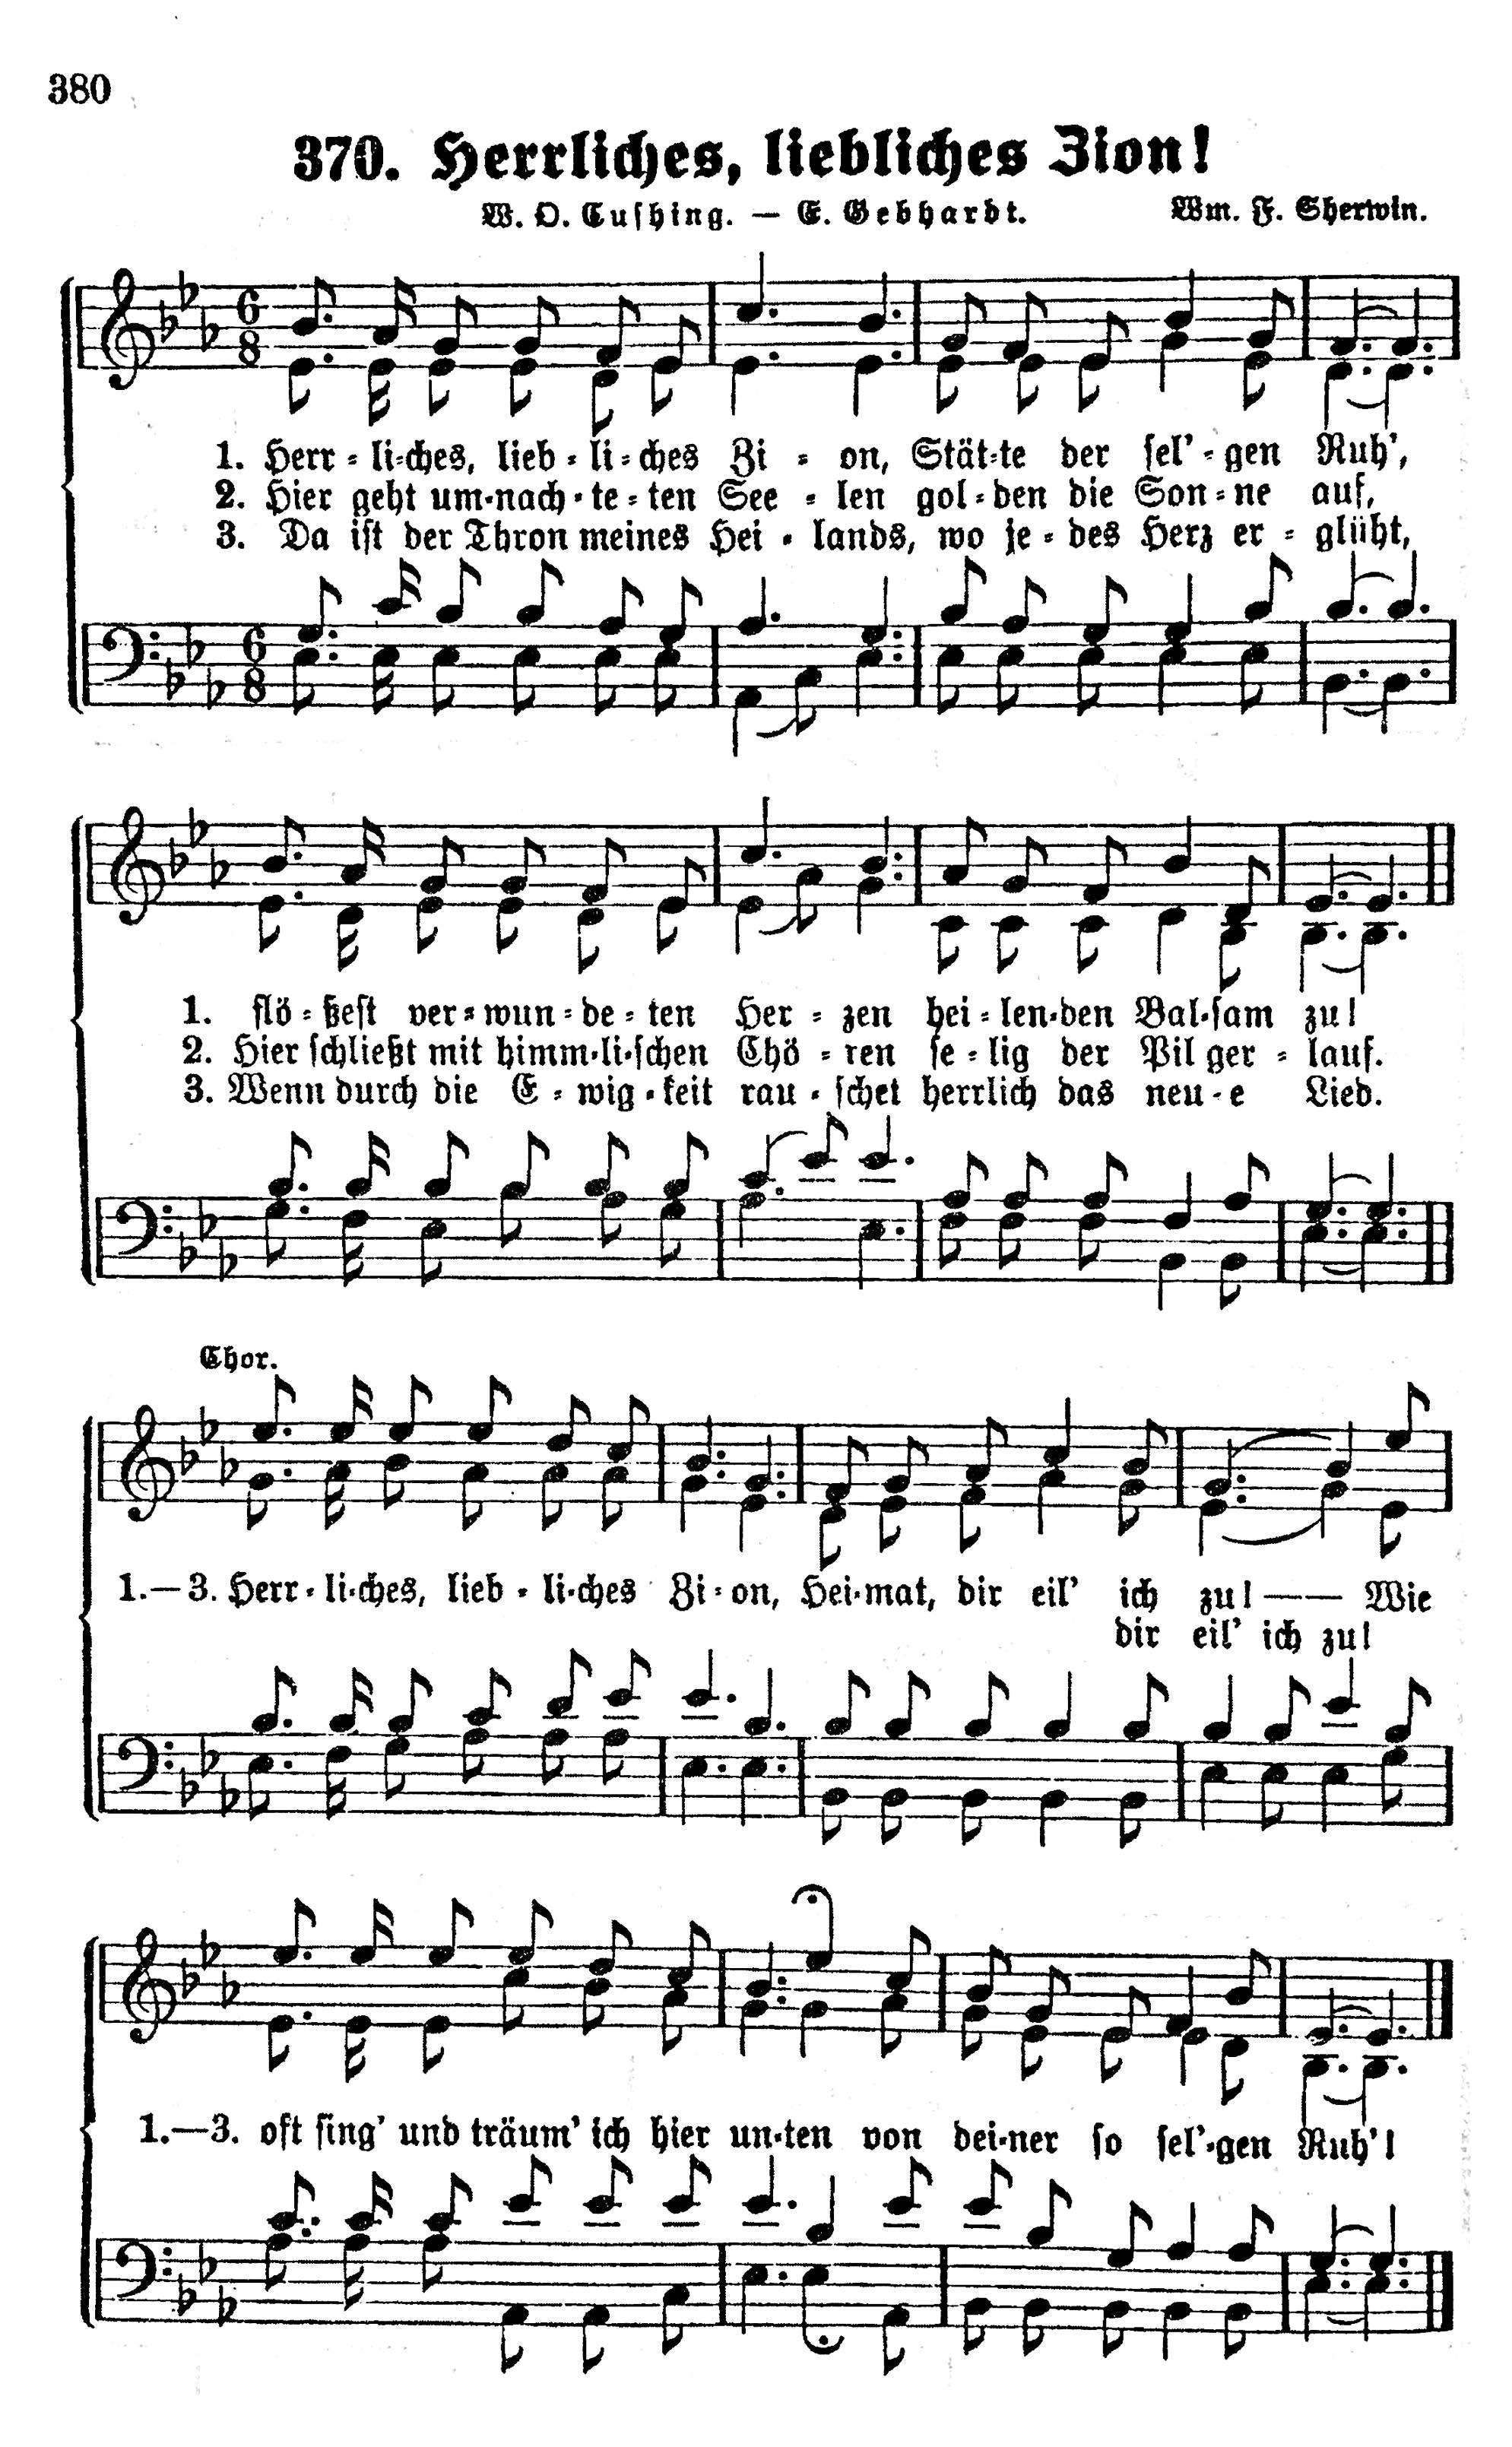 380
370. Herrliches, liebliches Zion!
W. O. Cushing. — E. Gebhardt.
Wm. F. Sherwin.
1. Herr-li-ches, lieb-li-ches Zi-on, Stät-te der sel'-gen Ruh',
2. Hier geht um-nach-te-ten See-len gol-den die Son-ne auf,
3. Da ist der Thron meines Hei-lands, wo je-des Herz er-glüht,
1. flö-ßest ver-wun-de-ten Her-zen hei-len-den Bal-sam zu!
2. Hier schließt mit himm-li-schen Chö-ren se-lig der Pil ger-lauf.
3. Wenn durch die E-wig-keit rau-schet herrlich das neu-e Lied.
Chor.
1.—3. Herr-li-ches, lieb-li-ches Zi-on, Hei-mat, dir eil' ich zu! — — Wie
dir eil' ich zu!
1.—3. oft sing' und träum' ich hier un-ten von dei-ner so sel'-gen Ruh'!